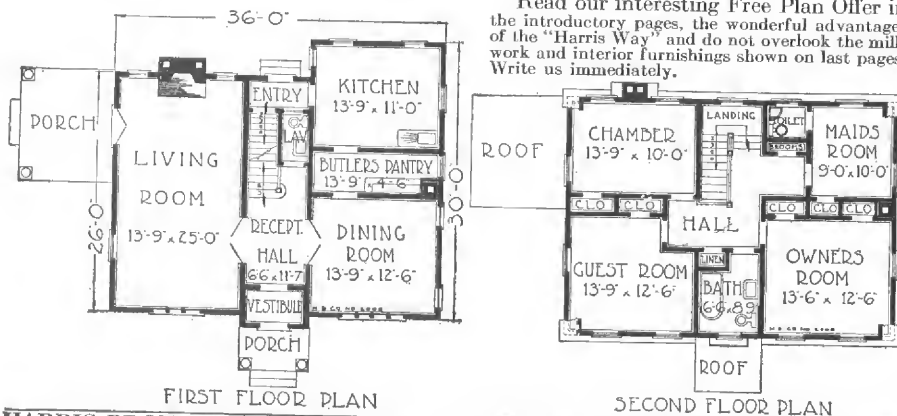 Read our interesting Free Plan Offer in
the introductory pages, the wonderful advantage
of the "Harris Way" and do not overlook the mill
work and interior furnishings shown on last pages
Write us immediately.
36'-0"
KITCHEN
13'-9" x 11'-0"
ENTRY
LAV
PORCH
LIVING
ROOM
13'-9" x 25'-0"
BUTLERS PANTRY
13'-9" x 4'-6"
26'-0"
30'-0"
RECEPT.
HALL
6'6 x 11'-7
DINING
ROOM
13'-9" x 12'-6"
VESTIBULE
PORCH
FIRST FLOOR PLAN
ROOF
CHAMBER
13'-9" x 10'-0"
LANDING
TOILET
BROOMS
MAIDS
ROOM
9'-0" x 10'-0"
CLO
CLO
HALL
CLO
CLO
CLO
GUEST ROOM
13'-9" x 12'-6"
LINEN
BATH
6'-6 x 8'9
OWNERS
ROOM
13'-6" x 12'-6
ROOF
SECOND FLOOR PLAN